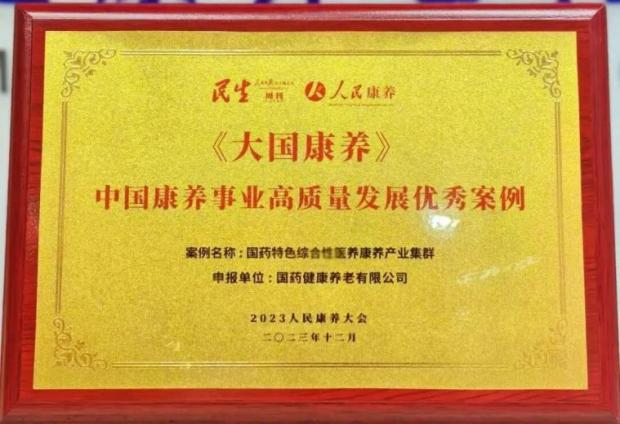 民生 周刊 人民康养
《大国康养》
中国康养事业高质量发展优秀案例
案例名称：国药特色综合性医养康养产业集群
申报单位：国药健康养老有限公司
2023人民康养大会
二〇二三年十二月